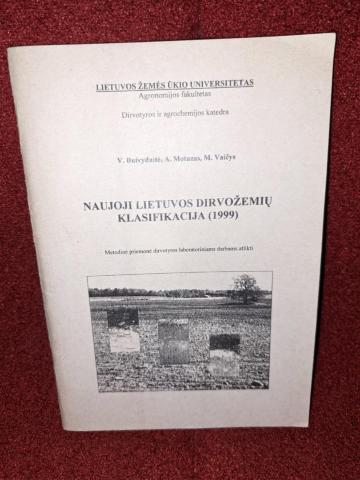 LIETUVOS ŽEMĖS ŪKIO UNIVERSITETAS
Agronomijos fakultetas
Dirvotyros ir agrochemijos katedra
V. Buivydaitė, A. Motuzas, M. Vaičys
NAUJOJI LIETUVOS DIRVOŽEMIŲ
KLASIFIKACIJA (1999)
Metodinė priemonė dirvotyros laboratoriniams darbams atlikti